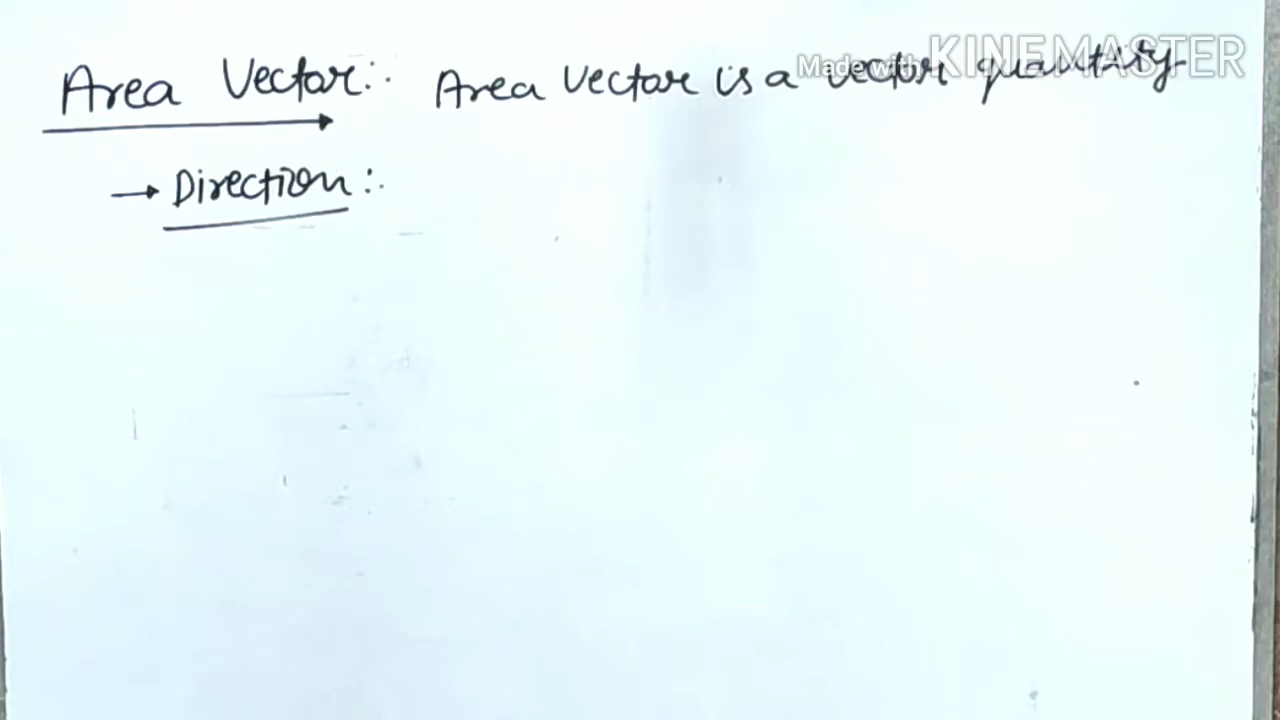 Area Vector:- Area Vector is a vector quantity
Made with KINEMASTER
→ Direction:-